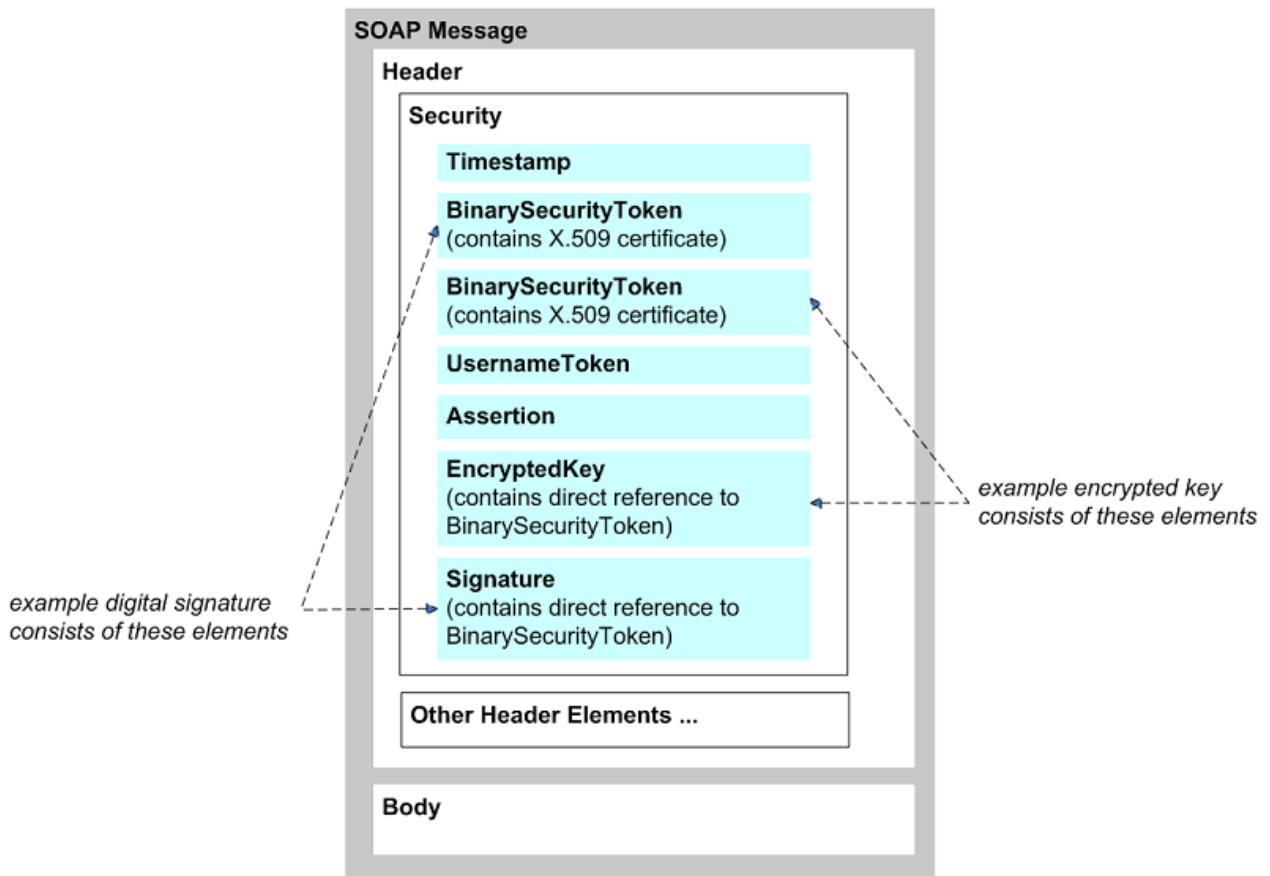 SOAP Message
Header
Security
Timestamp
BinarySecurityToken
(contains X.509 certificate)
BinarySecurityToken
(contains X.509 certificate)
UsernameToken
Assertion
EncryptedKey
(contains direct reference to
BinarySecurityToken)
example encrypted key
consists of these elements
Signature
(contains direct reference to
BinarySecurityToken)
example digital signature
consists of these elements
Other Header Elements ...
Body